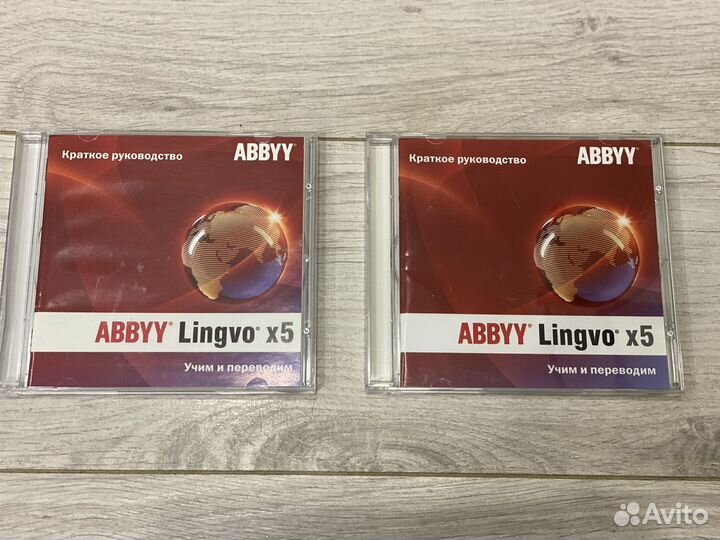 Краткое руководство ABBYY®
ABBYY® Lingvo® x5
Учим и переводим
Краткое руководство ABBYY®
ABBYY® Lingvo® x5
Учим и переводим
Avito